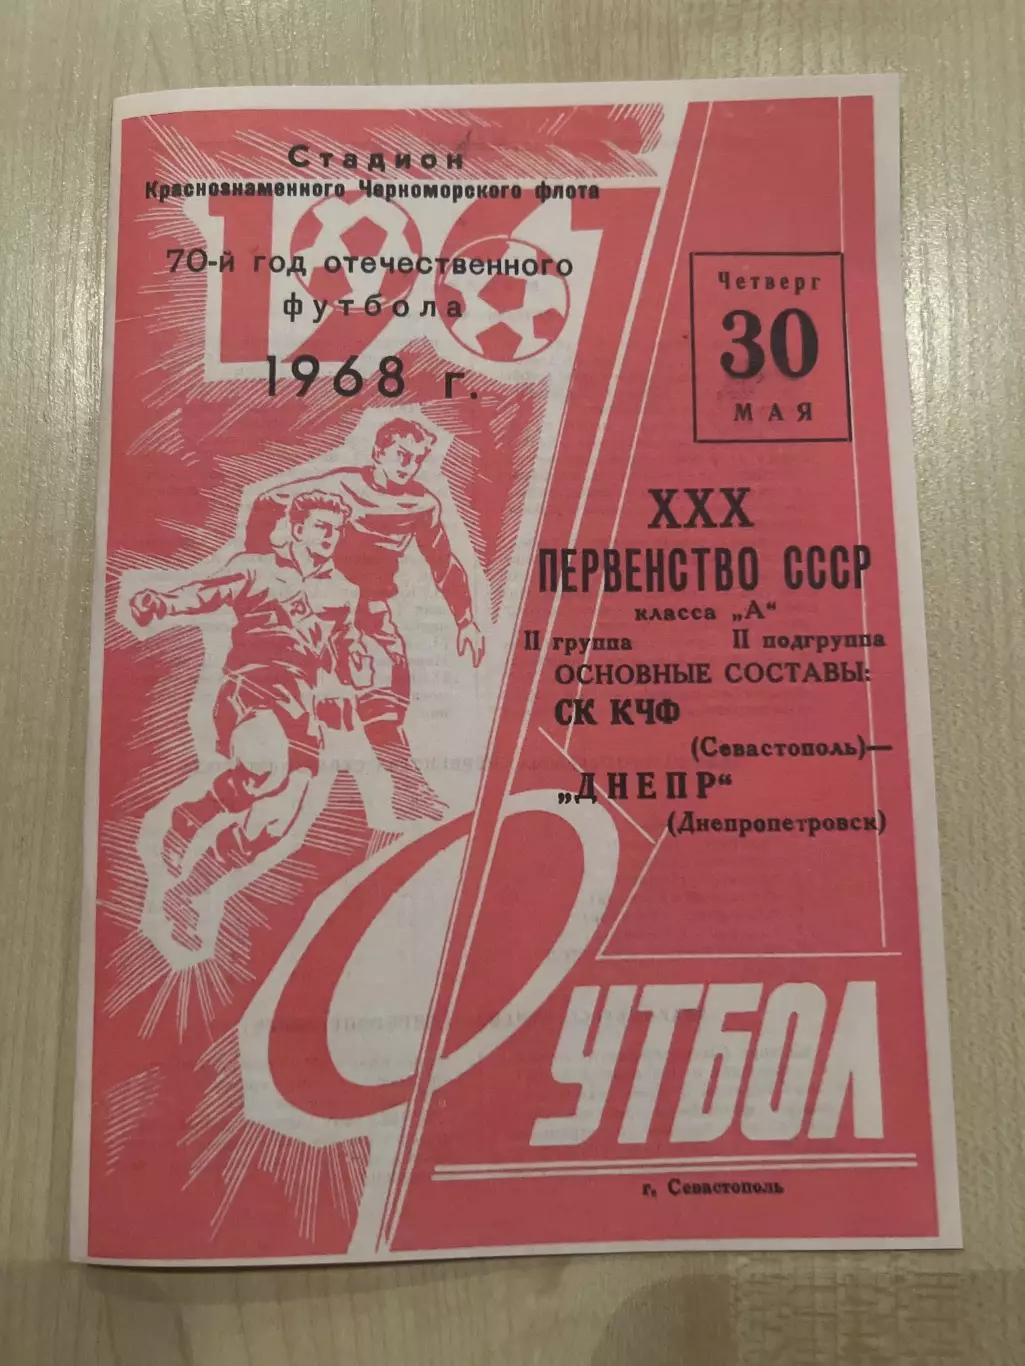 Стадион
Краснознаменного Черноморского флота
1967
70-й год отечественного
футбола
1968 г.
Четверг
30
МАЯ
XXX
ПЕРВЕНСТВО СССР
класса „А“
II группа II подгруппа
ОСНОВНЫЕ СОСТАВЫ:
СК КЧФ
(Севастополь)—
„ДНЕПР“
(Днепропетровск)
ФУТБОЛ
г. Севастополь